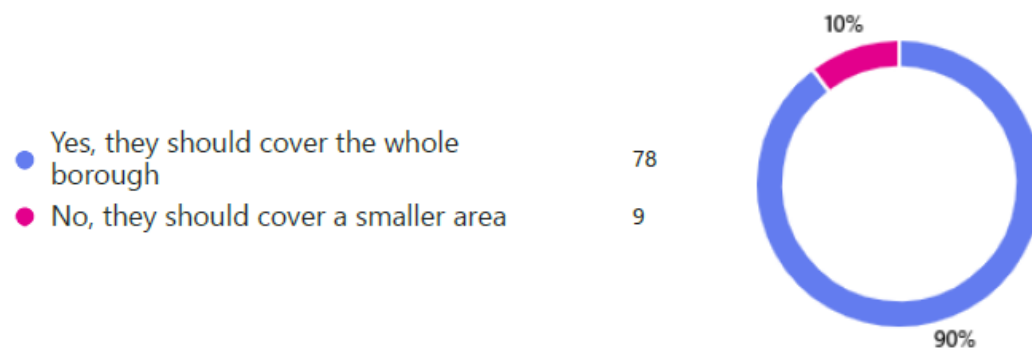 10%
Yes, they should cover the whole
borough
78
No, they should cover a smaller area
9
90%